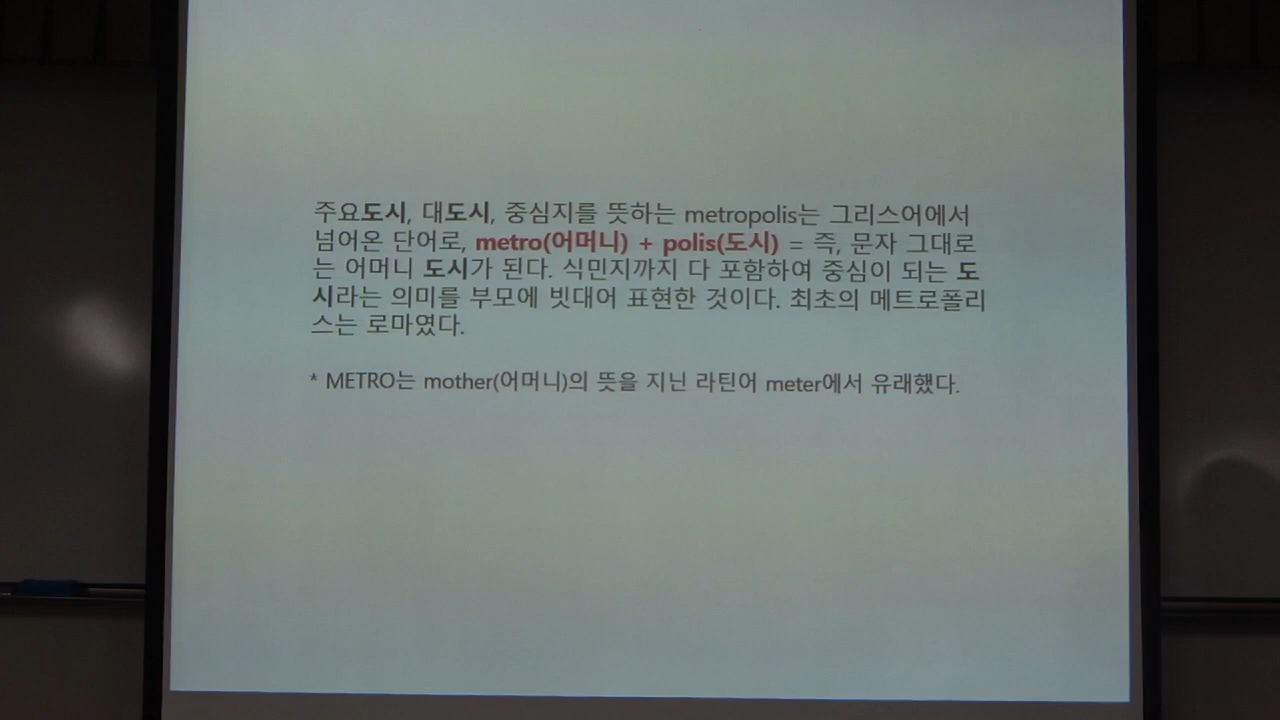 주요도시, 대도시, 중심지를 뜻하는 metropolis는 그리스어에서
넘어온 단어로, metro(어머니) + polis(도시) = 즉, 문자 그대로
는 어머니 도시가 된다. 식민지까지 다 포함하여 중심이 되는 도
시라는 의미를 부모에 빗대어 표현한 것이다. 최초의 메트로폴리
스는 로마였다.
* METRO는 mother(어머니)의 뜻을 지닌 라틴어 meter에서 유래했다.